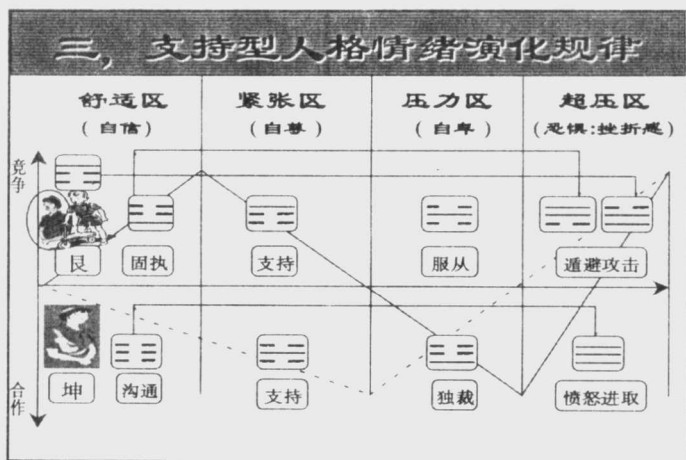 三，支持型人格情绪演化规律
舒适区 紧张区 压力区 超压区
（自信） （自尊） （自卑） （恐惧：挫折感）
竞争
艮 固执 支持 服从 遁避攻击
合作
坤 沟通 支持 独裁 愤怒进取